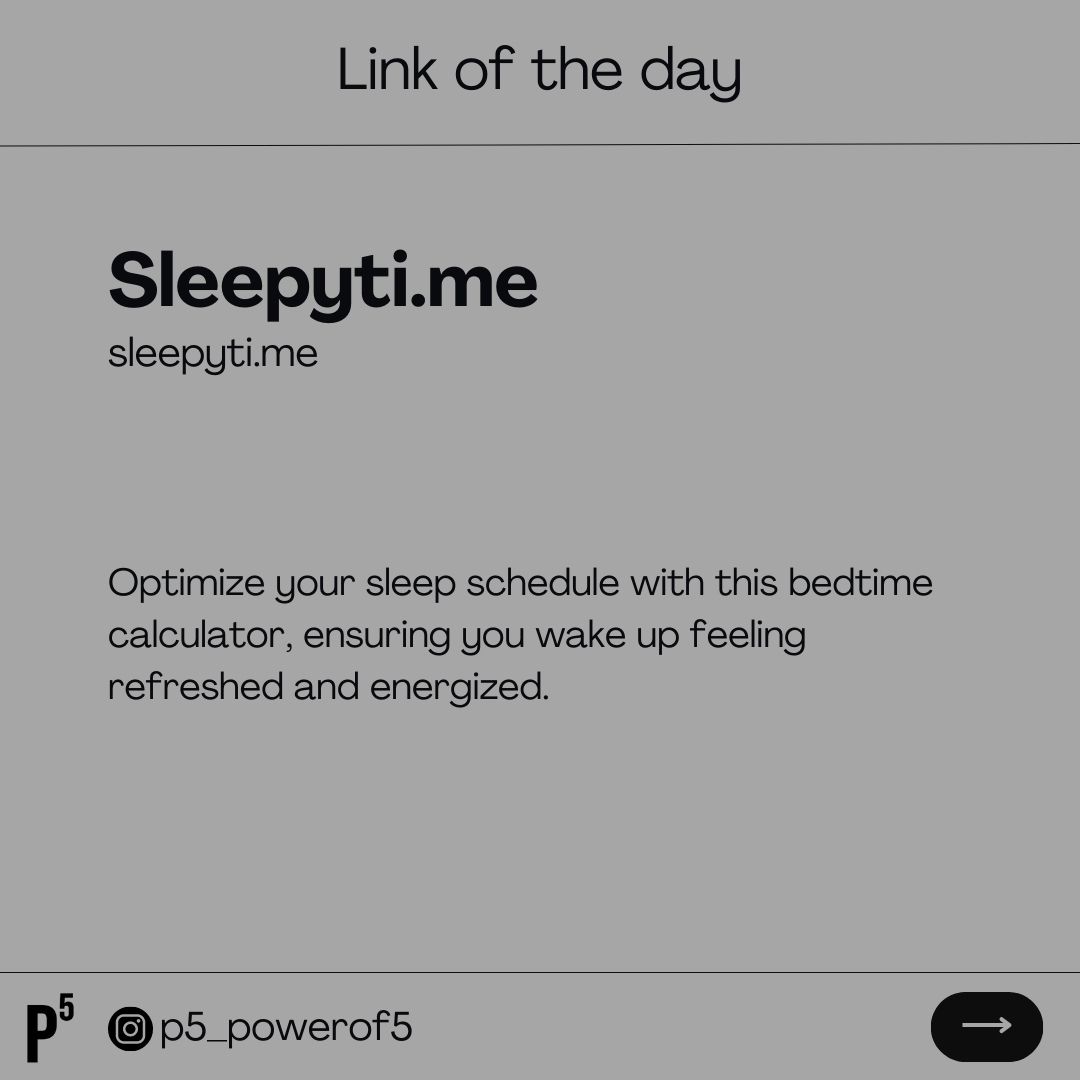 Link of the day
Sleepyti.me
sleepyti.me
Optimize your sleep schedule with this bedtime
calculator, ensuring you wake up feeling
refreshed and energized.
P5 p5_powerof5